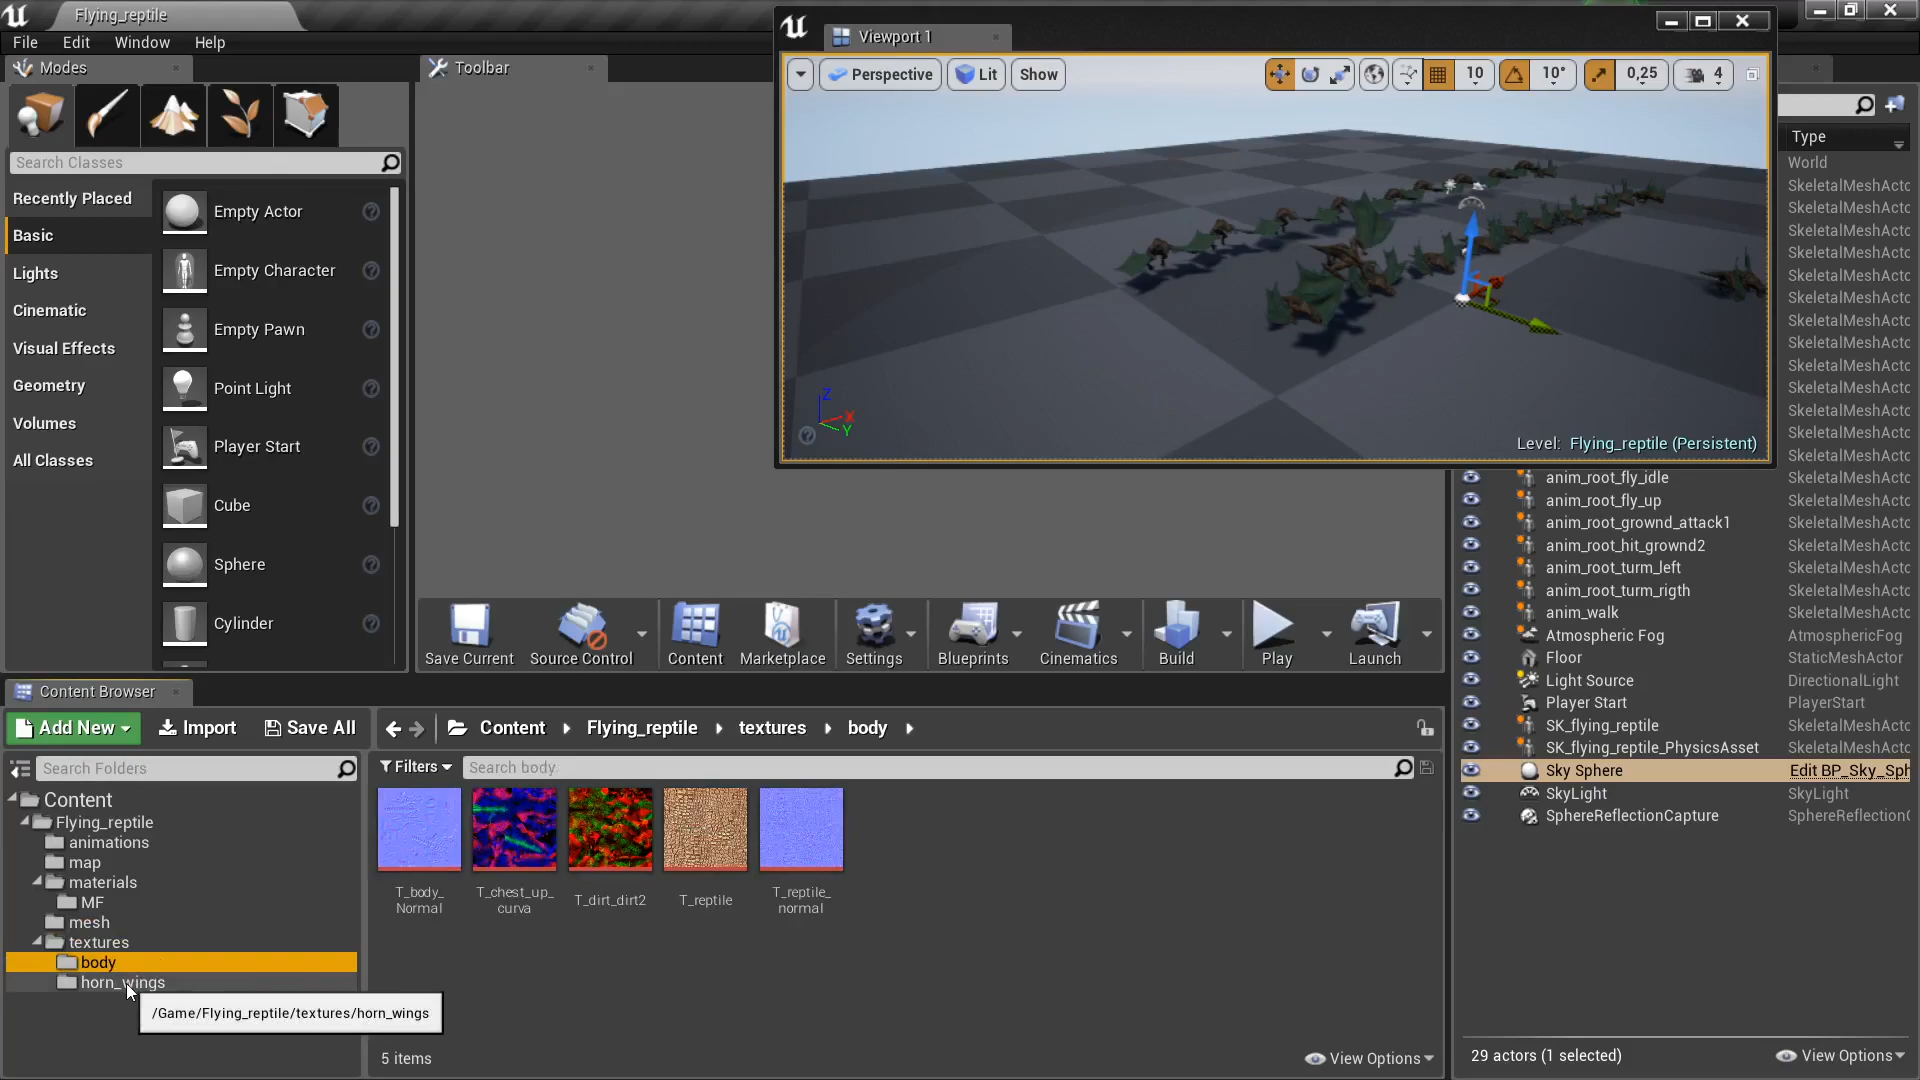 Flying_reptile
File Edit Window Help
Modes
Search Classes
Recently Placed
Basic
Lights
Cinematic
Visual Effects
Geometry
Volumes
All Classes
Empty Actor
Empty Character
Empty Pawn
Point Light
Player Start
Cube
Sphere
Cylinder
Toolbar
Viewport 1
Perspective Lit Show 10 10° 0,25 4
Z
X
Y
Level: Flying_reptile (Persistent)
Save Current Source Control Content Marketplace Settings Blueprints Cinematics Build Play Launch
Type
World
SkeletalMeshActc
SkeletalMeshActc
SkeletalMeshActc
SkeletalMeshActc
SkeletalMeshActc
SkeletalMeshActc
SkeletalMeshActc
SkeletalMeshActc
SkeletalMeshActc
SkeletalMeshActc
SkeletalMeshActc
SkeletalMeshActc
SkeletalMeshActc
anim_root_fly_idle SkeletalMeshActc
anim_root_fly_up SkeletalMeshActc
anim_root_grownd_attack1 SkeletalMeshActc
anim_root_hit_grownd2 SkeletalMeshActc
anim_root_turm_left SkeletalMeshActc
anim_root_turm_rigth SkeletalMeshActc
anim_walk SkeletalMeshActc
Atmospheric Fog AtmosphericFog
Floor StaticMeshActor
Light Source DirectionalLight
Player Start PlayerStart
SK_flying_reptile SkeletalMeshActc
SK_flying_reptile_PhysicsAsset SkeletalMeshActc
Sky Sphere Edit BP_Sky_Sph
SkyLight SkyLight
SphereReflectionCapture SphereReflection(
29 actors (1 selected) View Options
Content Browser
Add New Import Save All Content Flying_reptile textures body
Search Folders
Filters Search body
Content
Flying_reptile
animations
map
materials
MF
mesh
textures
body
horn_wings
/Game/Flying_reptile/textures/horn_wings
T_body_
Normal
T_chest_up_
curva
T_dirt_dirt2
T_reptile
T_reptile_
normal
5 items View Options